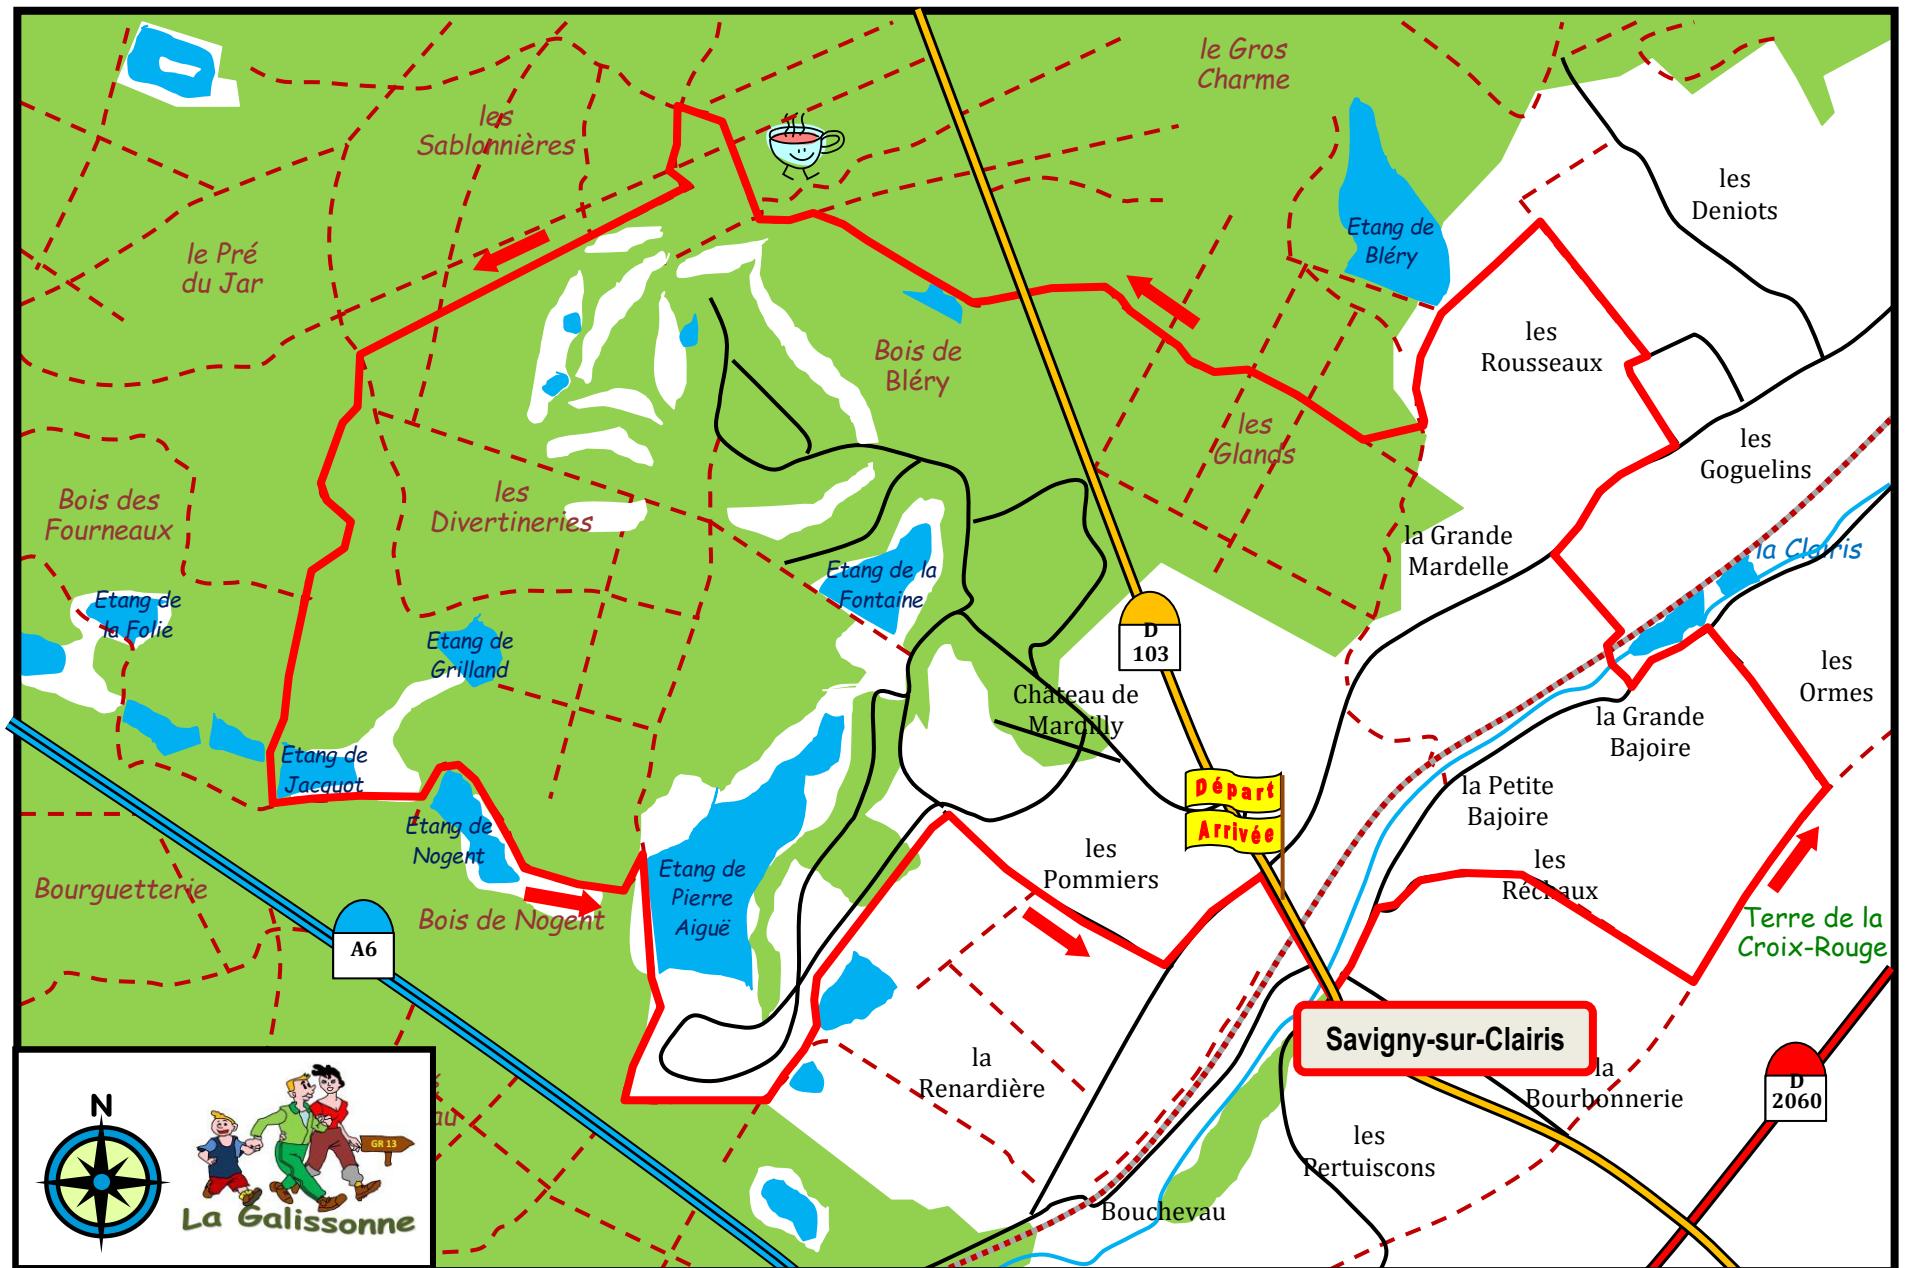 le Gros
Charme
les
Sablonnières
les
Deniots
Etang de
Bléry
le Pré
du Jar
les
Rousseaux
Bois de
Bléry
les
Glands
les
Goguelins
Bois des
Fourneaux
les
Divertineries
la Grande
Mardelle
la Clairis
Etang de la
Fontaine
Etang de
la Folie
Etang de
Grilland
D
103
les
Ormes
Château de
Mardilly
la Grande
Bajoire
Etang de
Jacquot
Départ
Arrivée
la Petite
Bajoire
Etang de
Nogent
les
Pommiers
les
Réchaux
Etang de
Pierre
Aiguë
Bourguetterie
Bois de Nogent
Terre de la
Croix-Rouge
A6
Savigny-sur-Clairis
la
Renardière
la
Bourbonnerie
D
2060
les
Pertuiscons
Bouchevau
N
GR 13
La Galissonne